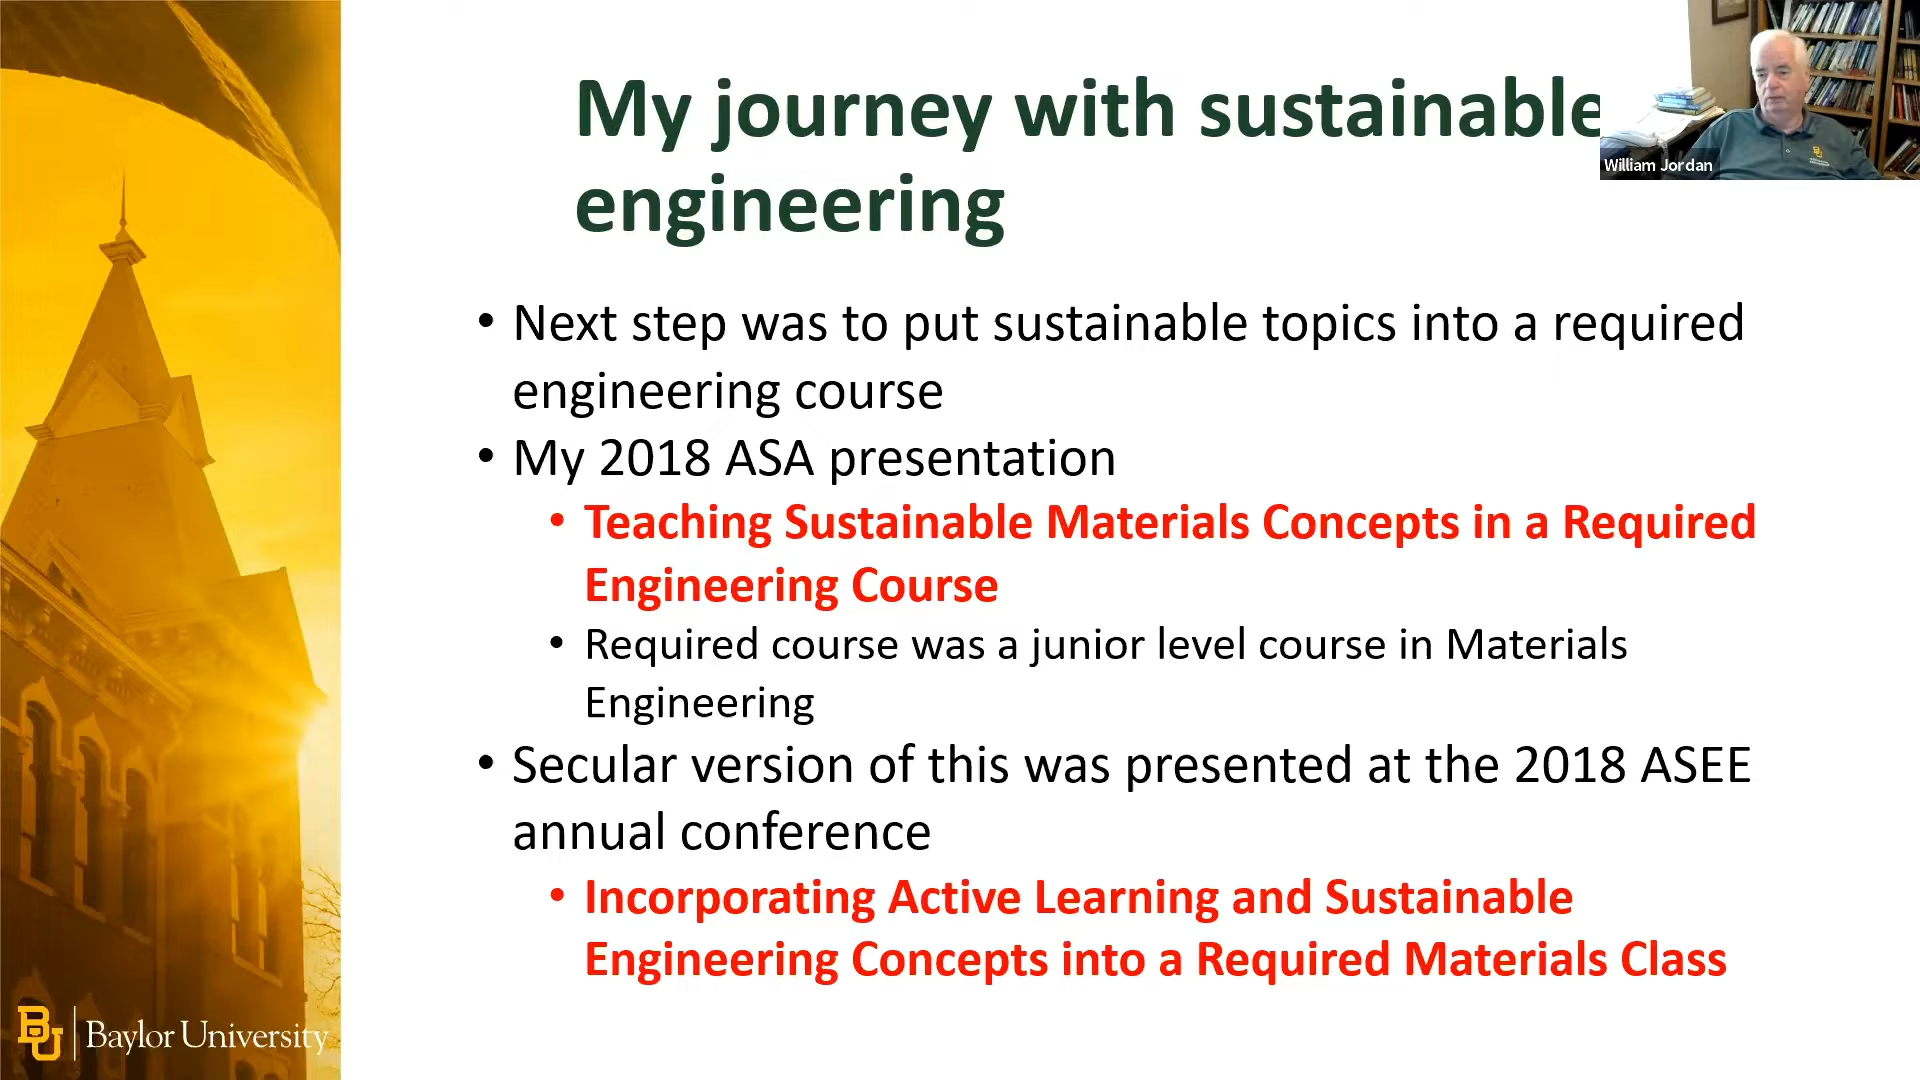 My journey with sustainable
engineering
William Jordan
• Next step was to put sustainable topics into a required
engineering course
• My 2018 ASA presentation
• Teaching Sustainable Materials Concepts in a Required
Engineering Course
• Required course was a junior level course in Materials
Engineering
• Secular version of this was presented at the 2018 ASEE
annual conference
• Incorporating Active Learning and Sustainable
Engineering Concepts into a Required Materials Class
BU | Baylor University